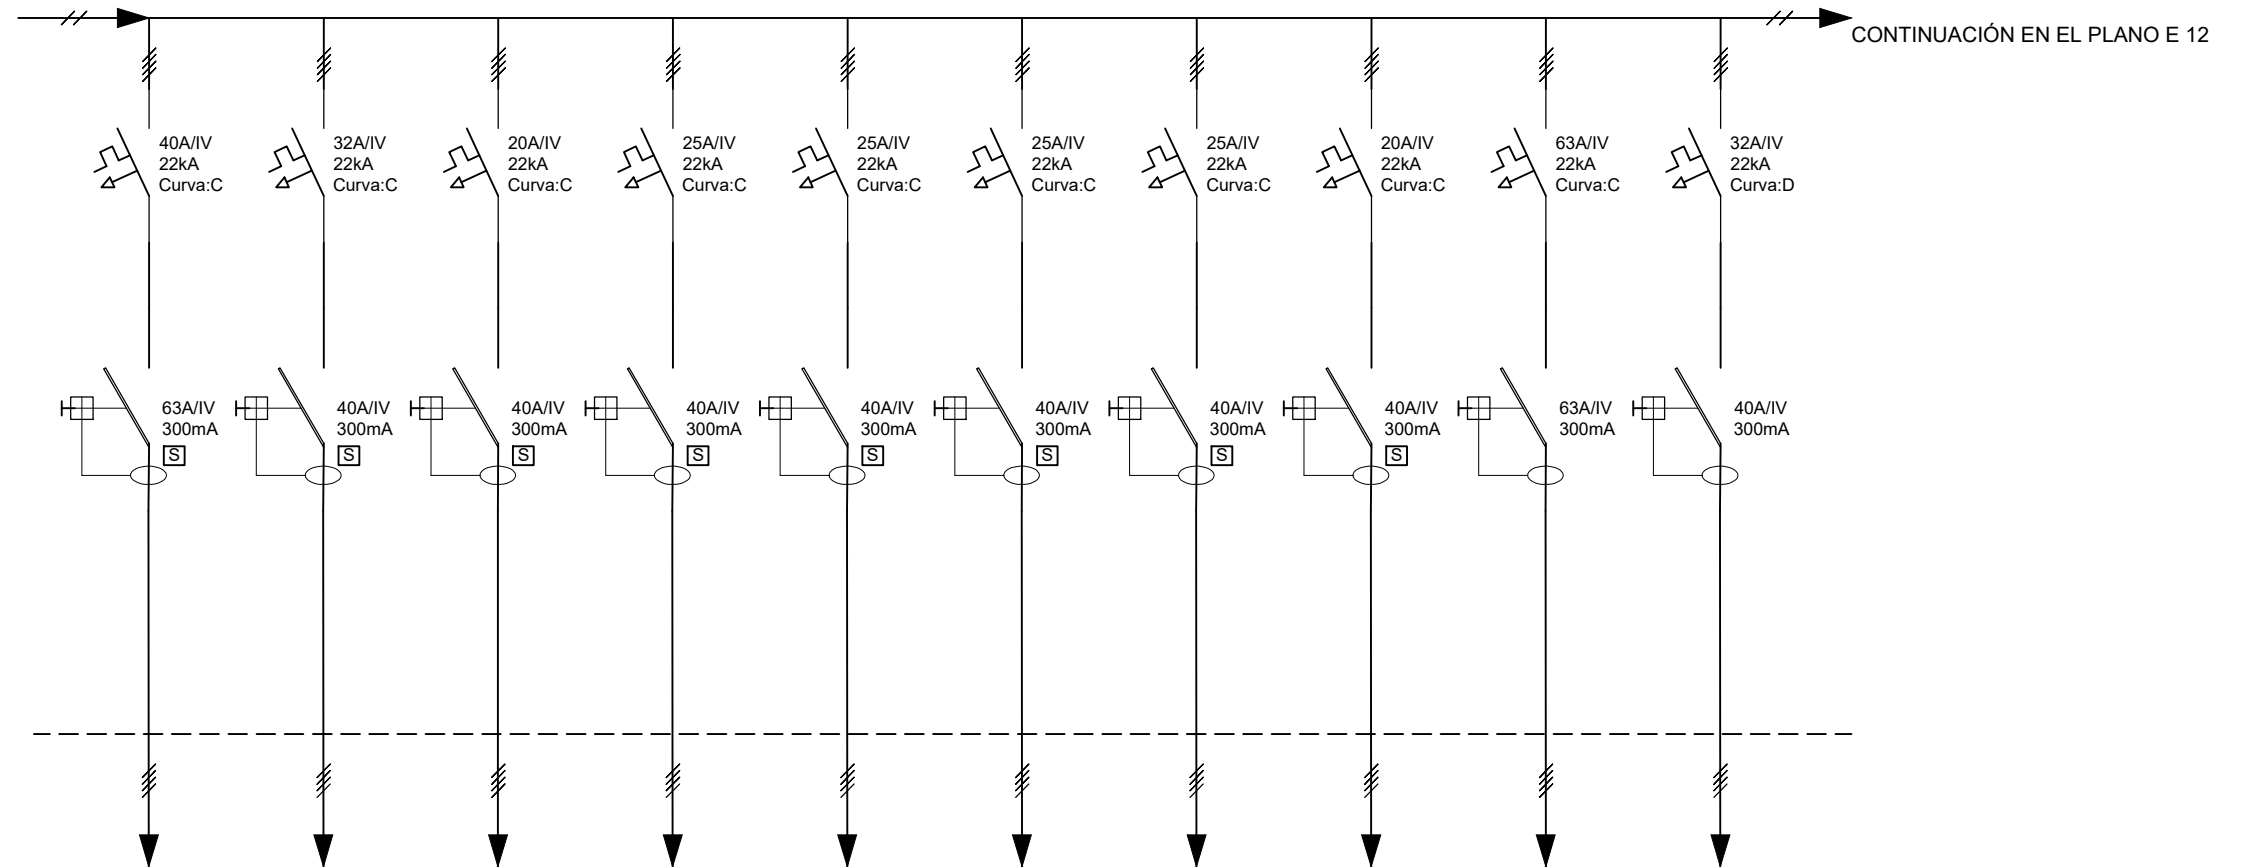 CONTINUACIÓN EN EL PLANO E 12
40A/IV
22kA
Curva:C
32A/IV
22kA
Curva:C
20A/IV
22kA
Curva:C
25A/IV
22kA
Curva:C
25A/IV
22kA
Curva:C
25A/IV
22kA
Curva:C
25A/IV
22kA
Curva:C
20A/IV
22kA
Curva:C
63A/IV
22kA
Curva:C
32A/IV
22kA
Curva:D
63A/IV
300mA
S
40A/IV
300mA
S
40A/IV
300mA
S
40A/IV
300mA
S
40A/IV
300mA
S
40A/IV
300mA
S
40A/IV
300mA
S
40A/IV
300mA
S
63A/IV
300mA
40A/IV
300mA